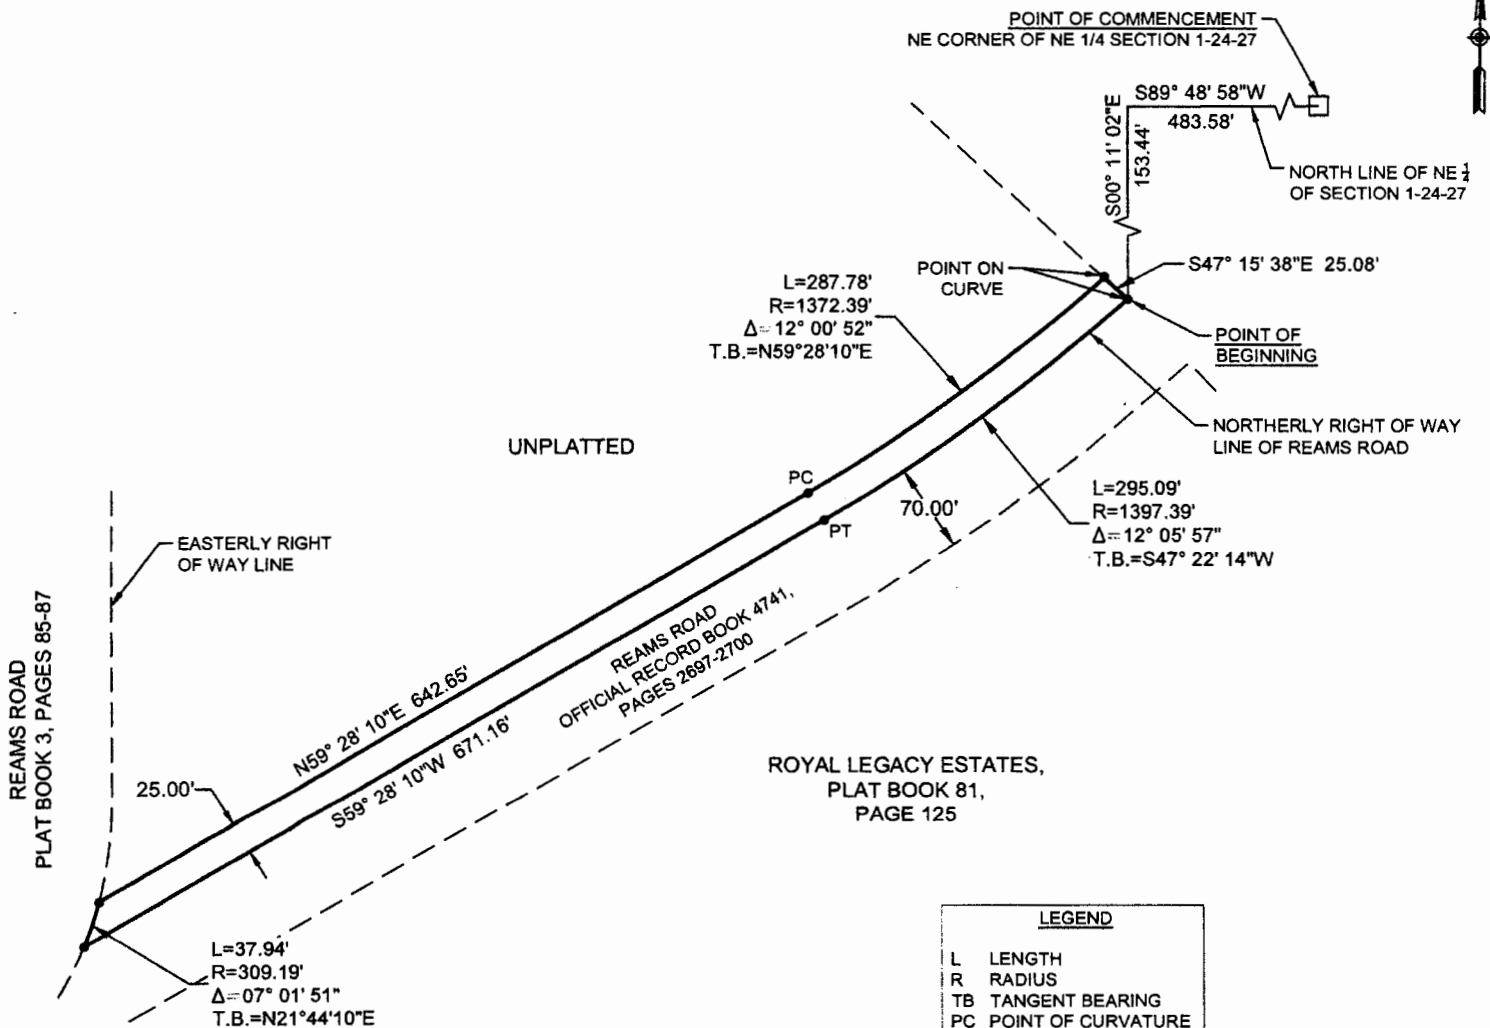 POINT OF COMMENCEMENT
NE CORNER OF NE 1/4 SECTION 1-24-27
S89° 48' 58"W
483.58'
S00° 11' 02"E
153.44'
NORTH LINE OF NE 1/4
OF SECTION 1-24-27
S47° 15' 38"E 25.08'
POINT ON
CURVE
L=287.78'
R=1372.39'
Δ=12° 00' 52"
T.B.=N59°28'10"E
POINT OF
BEGINNING
NORTHERLY RIGHT OF WAY
LINE OF REAMS ROAD
UNPLATTED
PC
PT
70.00'
L=295.09'
R=1397.39'
Δ=12° 05' 57"
T.B.=S47° 22' 14"W
EASTERLY RIGHT
OF WAY LINE
REAMS ROAD
PLAT BOOK 3, PAGES 85-87
REAMS ROAD
OFFICIAL RECORD BOOK 4741,
PAGES 2697-2700
N59° 28' 10"E 642.65'
S59° 28' 10"W 671.16'
25.00'
ROYAL LEGACY ESTATES,
PLAT BOOK 81,
PAGE 125
L=37.94'
R=309.19'
Δ=07° 01' 51"
T.B.=N21°44'10"E
LEGEND
L LENGTH
R RADIUS
TB TANGENT BEARING
PC POINT OF CURVATURE